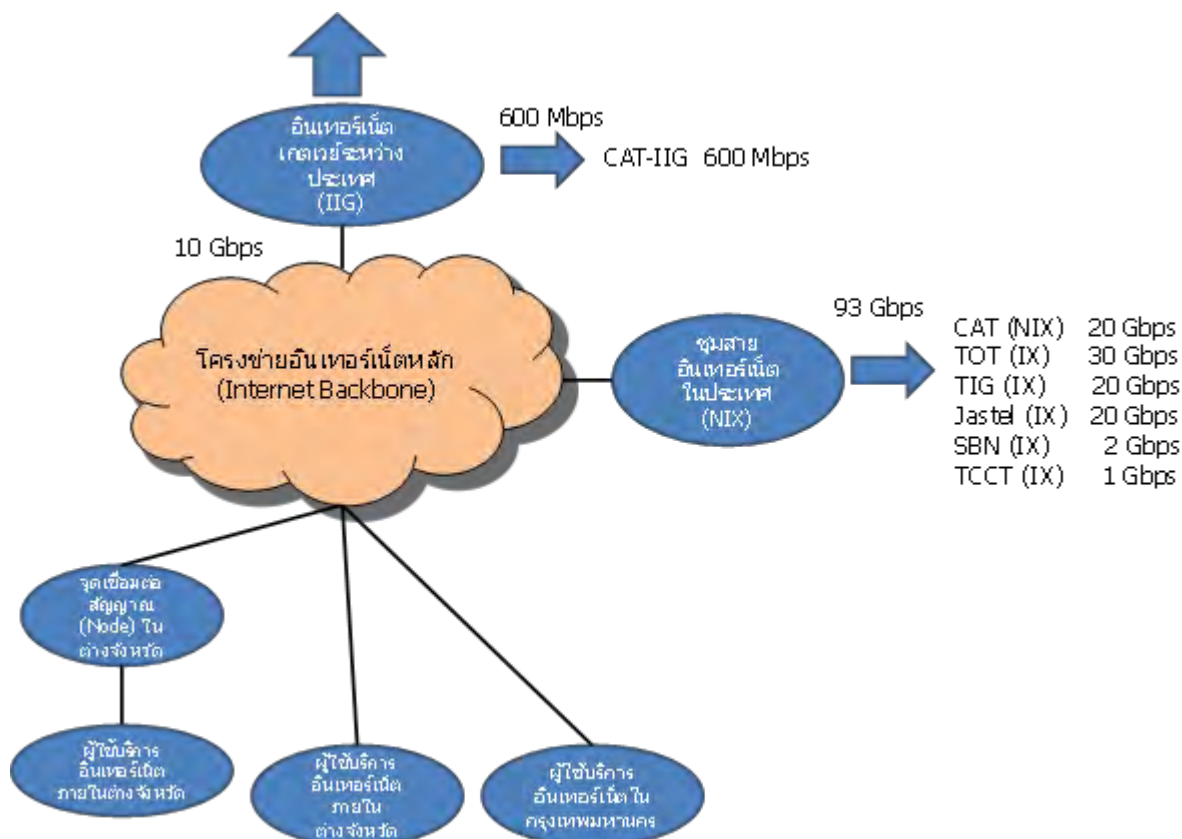 อินเทอร์เน็ต
เกตเวย์ระหว่าง
ประเทศ
(IIG)
600 Mbps
CAT-IIG 600 Mbps
10 Gbps
โครงข่ายอินเทอร์เน็ตหลัก
(Internet Backbone)
ชุมสาย
อินเทอร์เน็ต
ในประเทศ
(NIX)
93 Gbps
CAT (NIX) 20 Gbps
TOT (IX) 30 Gbps
TIG (IX) 20 Gbps
Jastel (IX) 20 Gbps
SBN (IX) 2 Gbps
TCCT (IX) 1 Gbps
จุดเชื่อมต่อ
สัญญาณ
(Node) ใน
ต่างจังหวัด
ผู้ใช้บริการ
อินเทอร์เน็ต
ภายในต่างจังหวัด
ผู้ใช้บริการ
อินเทอร์เน็ต
ภายใน
ต่างจังหวัด
ผู้ใช้บริการ
อินเทอร์เน็ตใน
กรุงเทพมหานคร